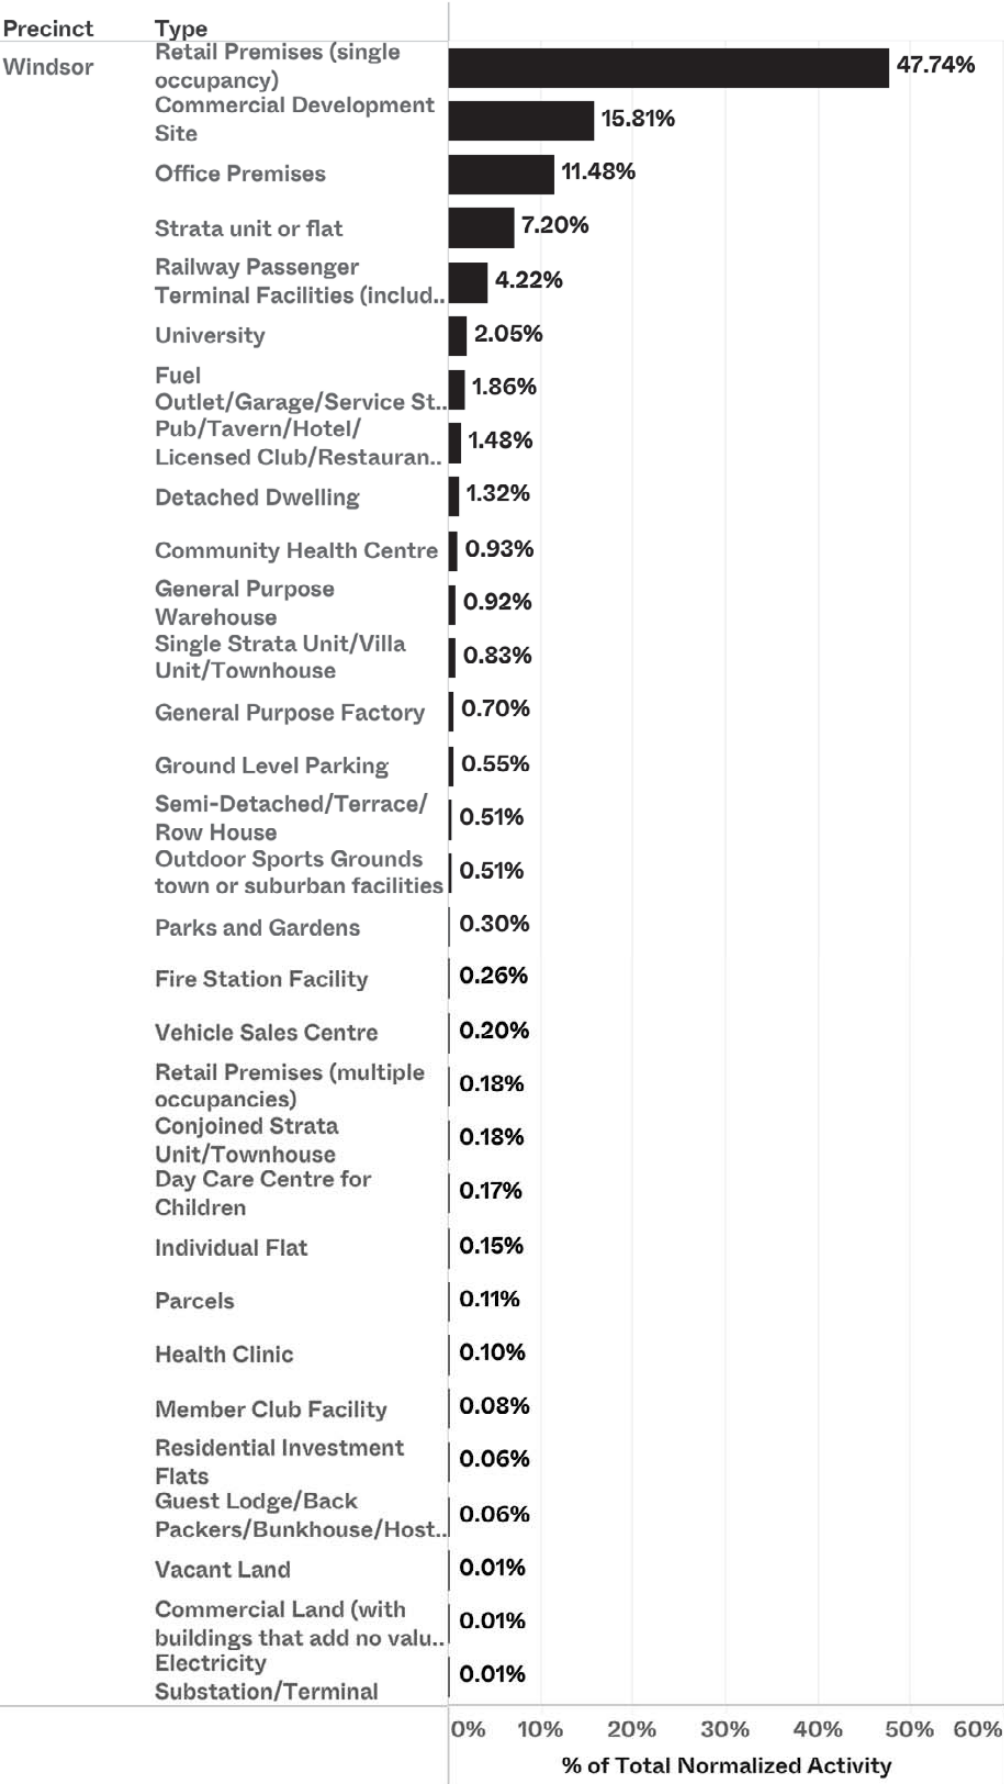 Precinct Type
Windsor Retail Premises (single
occupancy) 47.74%
Commercial Development
Site 15.81%
Office Premises 11.48%
Strata unit or flat 7.20%
Railway Passenger
Terminal Facilities (includ.. 4.22%
University 2.05%
Fuel
Outlet/Garage/Service St.. 1.86%
Pub/Tavern/Hotel/
Licensed Club/Restauran.. 1.48%
Detached Dwelling 1.32%
Community Health Centre 0.93%
General Purpose
Warehouse 0.92%
Single Strata Unit/Villa
Unit/Townhouse 0.83%
General Purpose Factory 0.70%
Ground Level Parking 0.55%
Semi-Detached/Terrace/
Row House 0.51%
Outdoor Sports Grounds
town or suburban facilities 0.51%
Parks and Gardens 0.30%
Fire Station Facility 0.26%
Vehicle Sales Centre 0.20%
Retail Premises (multiple
occupancies) 0.18%
Conjoined Strata
Unit/Townhouse 0.18%
Day Care Centre for
Children 0.17%
Individual Flat 0.15%
Parcels 0.11%
Health Clinic 0.10%
Member Club Facility 0.08%
Residential Investment
Flats 0.06%
Guest Lodge/Back
Packers/Bunkhouse/Host.. 0.06%
Vacant Land 0.01%
Commercial Land (with
buildings that add no valu.. 0.01%
Electricity
Substation/Terminal 0.01%
0% 10% 20% 30% 40% 50% 60%
% of Total Normalized Activity